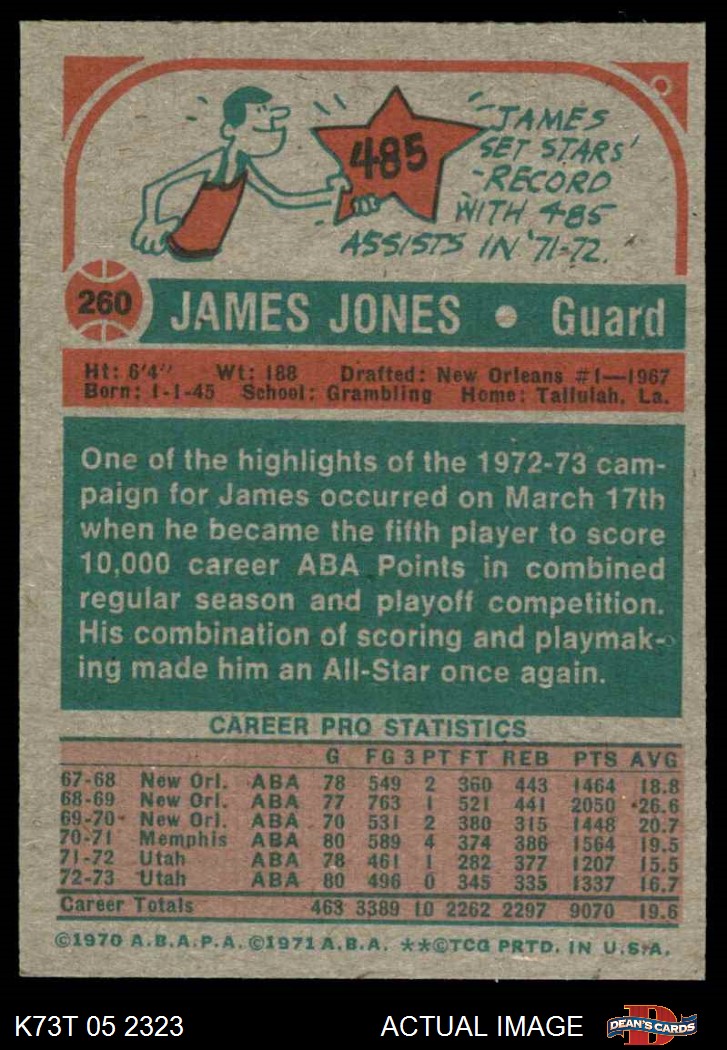 485
JAMES
SET STARS'
RECORD
WITH 485
ASSISTS IN '71-72.
260
JAMES JONES • Guard
Ht: 6'4" Wt: 188 Drafted: New Orleans #1—1967
Born: 1-1-45 School: Grambling Home: Tallulah, La.
One of the highlights of the 1972-73 cam-
paign for James occurred on March 17th
when he became the fifth player to score
10,000 career ABA Points in combined
regular season and playoff competition.
His combination of scoring and playmak-
ing made him an All-Star once again.
CAREER PRO STATISTICS
G FG 3 PT FT REB PTS AVG
67-68 New Orl. ABA 78 549 2 360 443 1464 18.8
68-69 New Orl. ABA 77 763 1 521 441 2050 26.6
69-70 New Orl. ABA 70 531 2 380 315 1448 20.7
70-71 Memphis ABA 80 589 4 374 386 1564 19.5
71-72 Utah ABA 78 461 1 282 377 1207 15.5
72-73 Utah ABA 80 496 0 345 335 1337 16.7
Career Totals 463 3389 10 2262 2297 9070 19.6
©1970 A.B.A.P.A. ©1971 A.B.A. **©TCG PRTD. IN U.S.A.
K73T 05 2323 ACTUAL IMAGE D DEAN'S CARDS